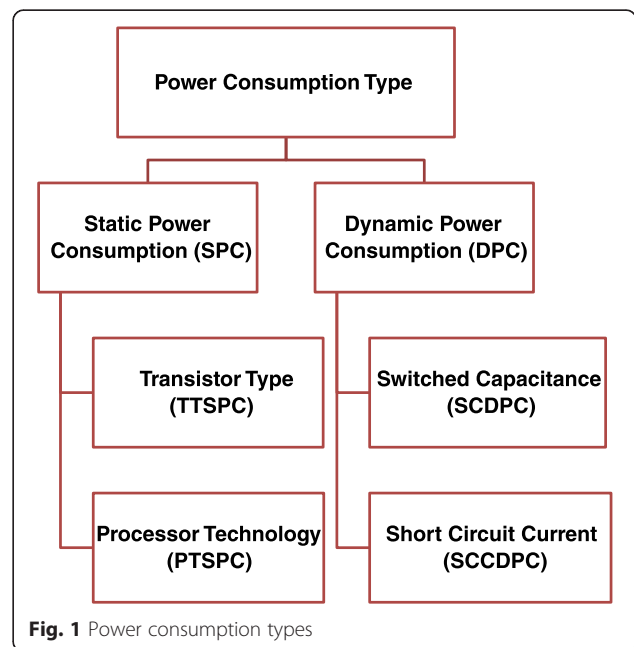 Power Consumption Type
Static Power
Consumption (SPC)
Dynamic Power
Consumption (DPC)
Transistor Type
(TTSPC)
Switched Capacitance
(SCDPC)
Processor Technology
(PTSPC)
Short Circuit Current
(SCCDPC)
Fig. 1 Power consumption types